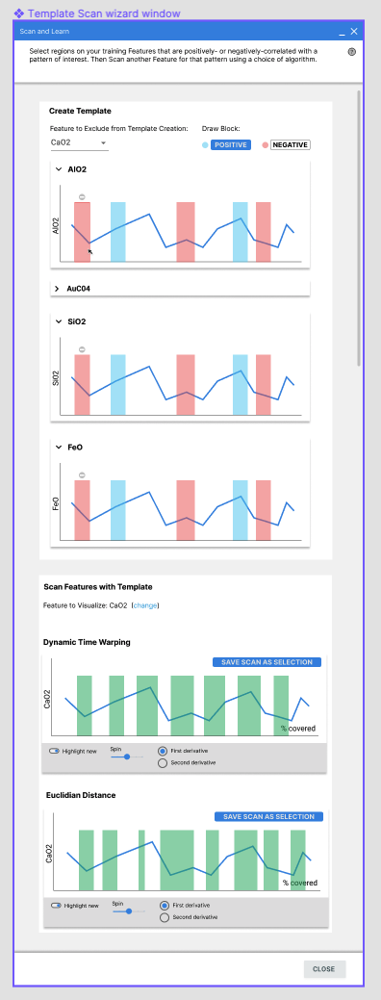 Template Scan wizard window
Scan and Learn
Select regions on your training Features that are positively- or negatively-correlated with a
pattern of interest. Then Scan another Feature for that pattern using a choice of algorithm.
Create Template
Feature to Exclude from Template Creation:
Draw Block:
CaO2
POSITIVE
NEGATIVE
AlO2
AlO2
AuC04
SiO2
SiO2
FeO
FeO
Scan Features with Template
Feature to Visualize: CaO2 (change)
Dynamic Time Warping
SAVE SCAN AS SELECTION
CaO2
% covered
Highlight new
Spin
First derivative
Second derivative
Euclidian Distance
SAVE SCAN AS SELECTION
CaO2
% covered
Highlight new
Spin
First derivative
Second derivative
CLOSE